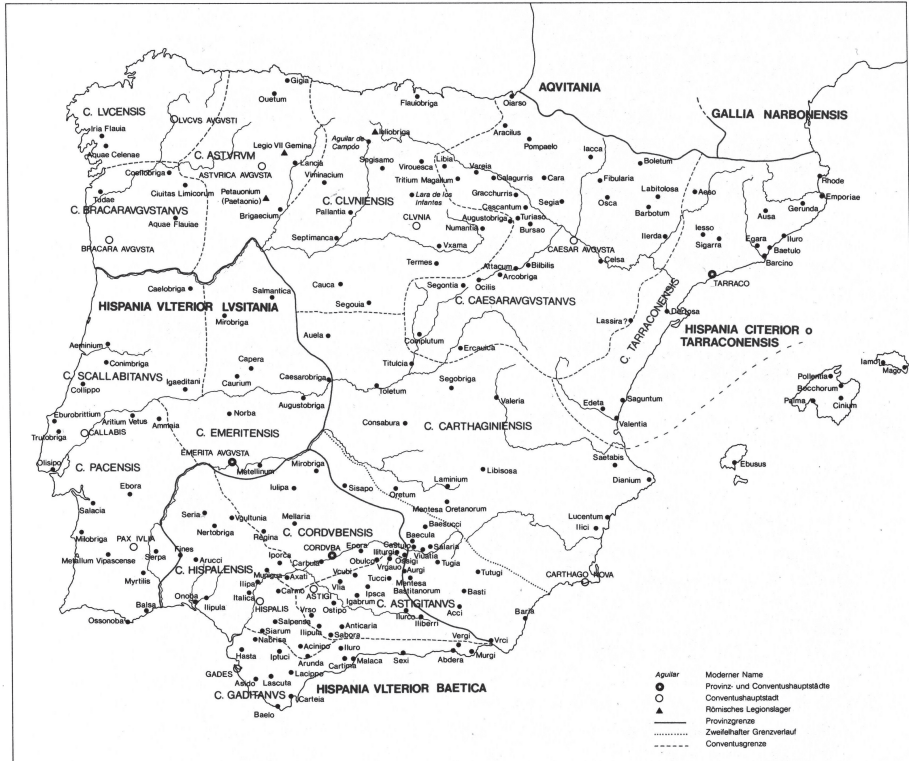 AQVITANIA
GALLIA NARBONENSIS
Gigia
Ouetum
Flauiobriga
Oiarso
C. LVCENSIS
LVCVS AVGVSTI
Iria Flauia
Aquae Celenae
C. ASTVRVM
Legio VII Gemina
ASTVRICA AVGVSTA
Lancia
Aguilar de
Campóo
Iuliobriga
Segisamo
Virouesca
Libia
Vareia
Aracilus
Pompaelo
Iacca
Boletum
Coeliobriga
Ciuitas Limicorum
Petauonium
(Paetaonio)
Viminacium
Tritium Magallum
Calagurris
Cara
Fibularia
Labitolosa
Aeso
Rhode
Emporiae
Tudae
C. BRACARAVGVSTANVS
Aquae Flauiae
Brigaecium
Pallantia
C. CLVNIENSIS
Lara de los
Infantes
CLVNIA
Gracchurris
Cascantum
Segia
Osca
Barbotum
Ausa
Gerunda
BRACARA AVGVSTA
Septimanca
Augustobriga
Numantia
Turiaso
Bursao
CAESAR AVGVSTA
Ilerda
Iesso
Sigarra
Egara
Iluro
Baetulo
Barcino
Vxama
Termes
Attacum
Bilbilis
Arcobriga
Celsa
TARRACO
HISPANIA VLTERIOR LVSITANIA
Caelobriga
Salmantica
Cauca
Segouia
Segontia
Ocilis
C. CAESARAVGVSTANVS
C. TARRACONENSIS
Dertosa
Mirobriga
Lassira?
HISPANIA CITERIOR o
TARRACONENSIS
Auela
Complutum
Ercauica
Aeminium
Conimbriga
Capera
Titulcia
Iamo
Mago
C. SCALLABITANVS
Collippo
Igaeditani
Caurium
Caesarobriga
Toletum
Segobriga
Pollentia
Bocchorum
Palma
Cinium
Augustobriga
Valeria
Edeta
Saguntum
Valentia
Eburobrittium
Aritium Vetus
Ammaia
Norba
Trutobriga
CALLABIS
C. EMERITENSIS
Consabura
C. CARTHAGINIENSIS
EMERITA AVGVSTA
Metellinum
Mirobriga
Olisipo
C. PACENSIS
Libisosa
Saetabis
Ebusus
Ebora
Iulipa
Sisapo
Oretum
Laminium
Dianium
Salacia
Mentesa Oretanorum
Seria
Vgultunia
Mellaria
Nertobriga
Regina
C. CORDVBENSIS
Baesucci
Lucentum
Ilici
Milobriga
PAX IVLIA
Baecula
Castulo
Salaria
CORDVBA
Epora
Iliturgi
Metallum Vipascense
Serpa
Fines
Arucci
Iporca
Carbula
Obulco
Ossigi
Viuatia
Tugia
Vrgauo
Aurgi
Tutugi
CARTHAGO NOVA
C. HISPALENSIS
Munigua
Axati
Vcubi
Tucci
Mentesa
Bastitanorum
Myrtilis
Ilipa
Italica
Carmo
ASTIGI
Vlia
Ipsca
Igabrum
C. ASTIGITANVS
Basti
Acci
Baria
Balsa
Onoba
Ilipula
HISPALIS
Vrso
Ostipo
Ilurco
Iliberri
Ossonoba
Salpensa
Siarum
Ilipula
Anticaria
Sabora
Vergi
Vrci
Nabrisa
Hasta
Iptuci
Acinipo
Arunda
Iluro
Cartima
Malaca
Sexi
Abdera
Murgi
GADES
Asido
Lascuta
Lacippo
C. GADITANVS
Carteia
Baelo
HISPANIA VLTERIOR BAETICA
Aguilar Moderner Name
Provinz- und Conventushauptstädte
Conventushauptstadt
Römisches Legionslager
Provinzgrenze
Zweifelhafter Grenzverlauf
Conventusgrenze